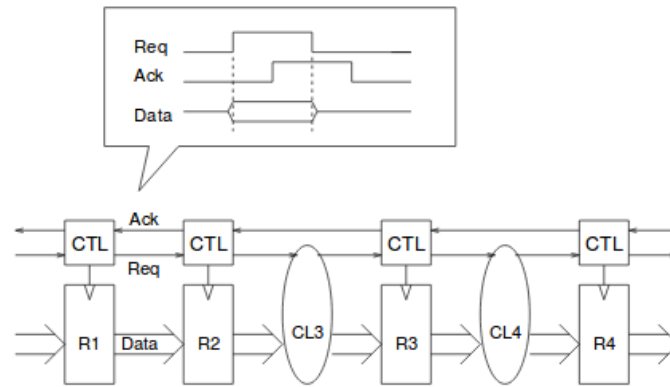 Req
Ack
Data
Ack
CTL CTL CTL CTL
Req
R1 Data R2 CL3 R3 CL4 R4